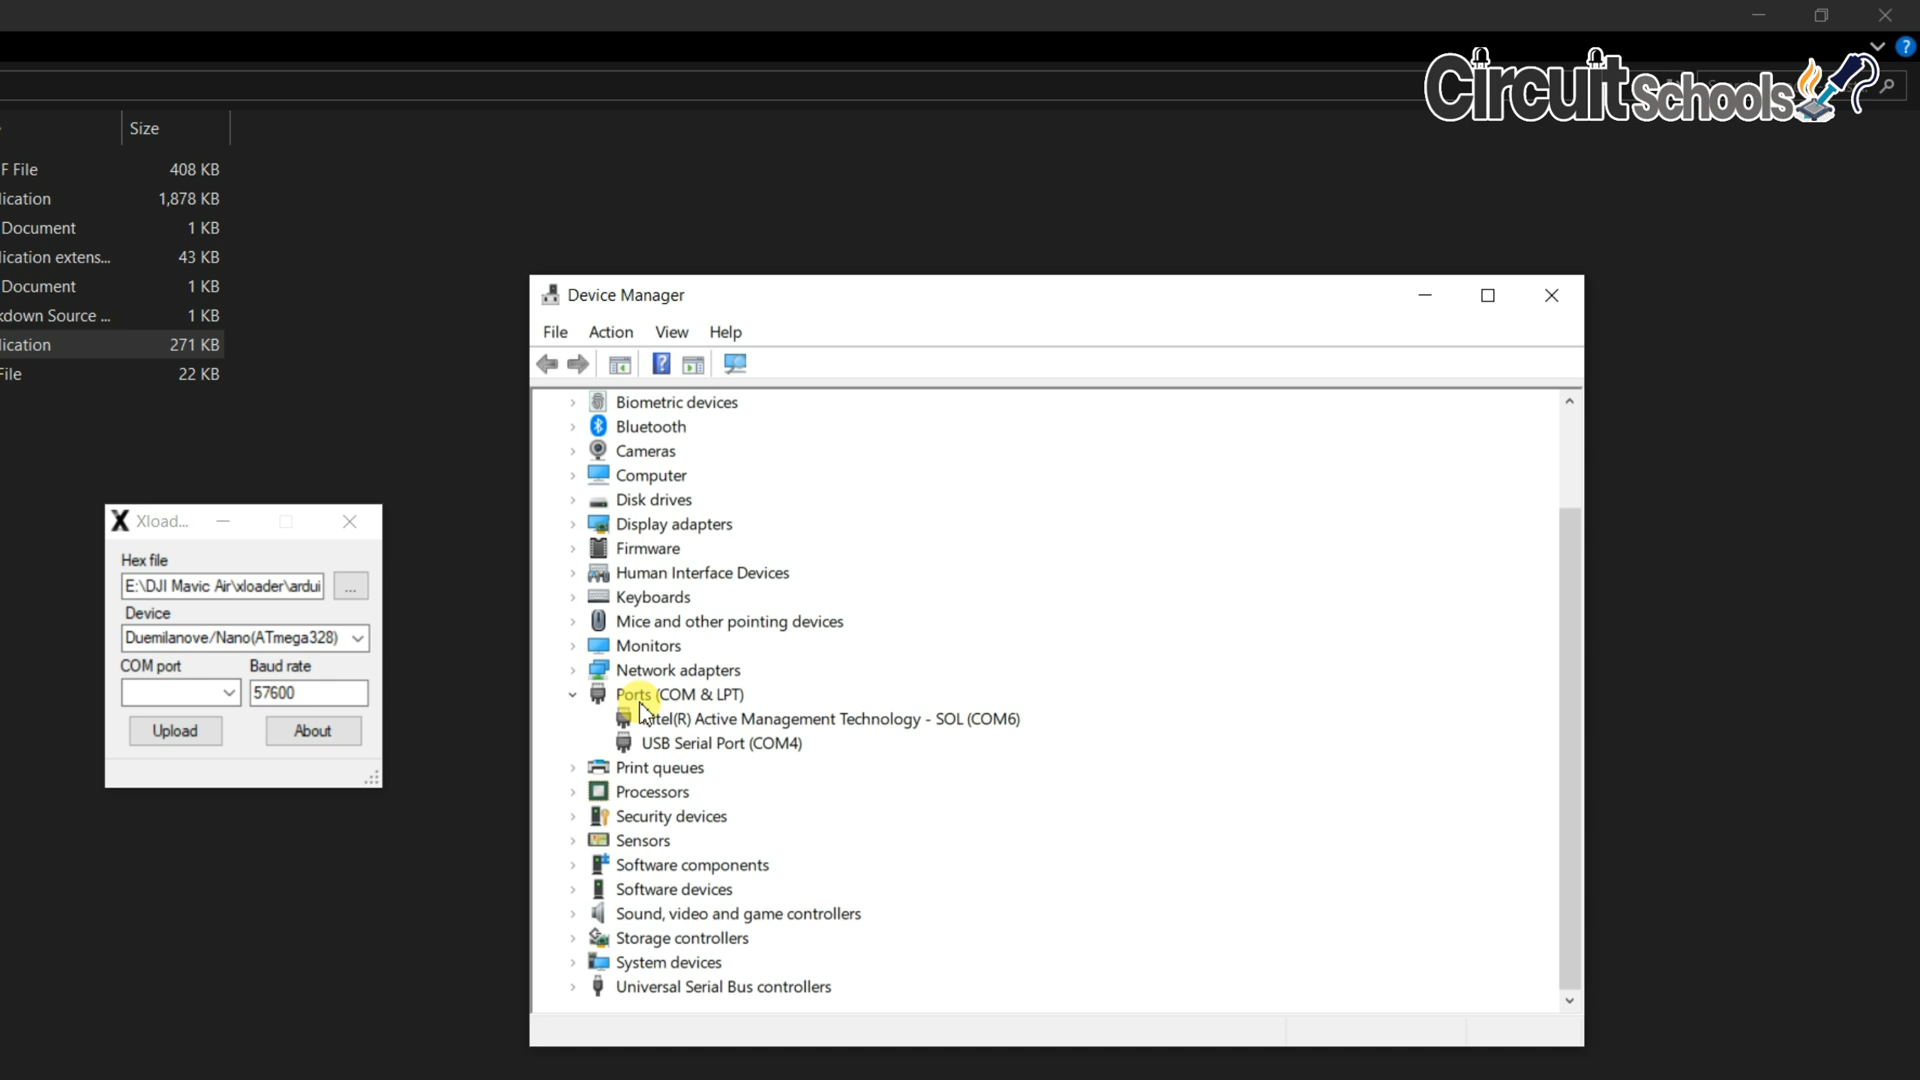 Circuitschools
Size
F File 408 KB
lication 1,878 KB
Document 1 KB
lication extens... 43 KB
Document 1 KB
kdown Source ... 1 KB
lication 271 KB
File 22 KB
Device Manager
File Action View Help
Biometric devices
Bluetooth
Cameras
Computer
Disk drives
Display adapters
Firmware
Human Interface Devices
Keyboards
Mice and other pointing devices
Monitors
Network adapters
Ports (COM & LPT)
tel(R) Active Management Technology - SOL (COM6)
USB Serial Port (COM4)
Print queues
Processors
Security devices
Sensors
Software components
Software devices
Sound, video and game controllers
Storage controllers
System devices
Universal Serial Bus controllers
X Xload...
Hex file
E:\DJI Mavic Air\xloader\ardui ...
Device
Duemilanove/Nano(ATmega328)
COM port Baud rate
57600
Upload About